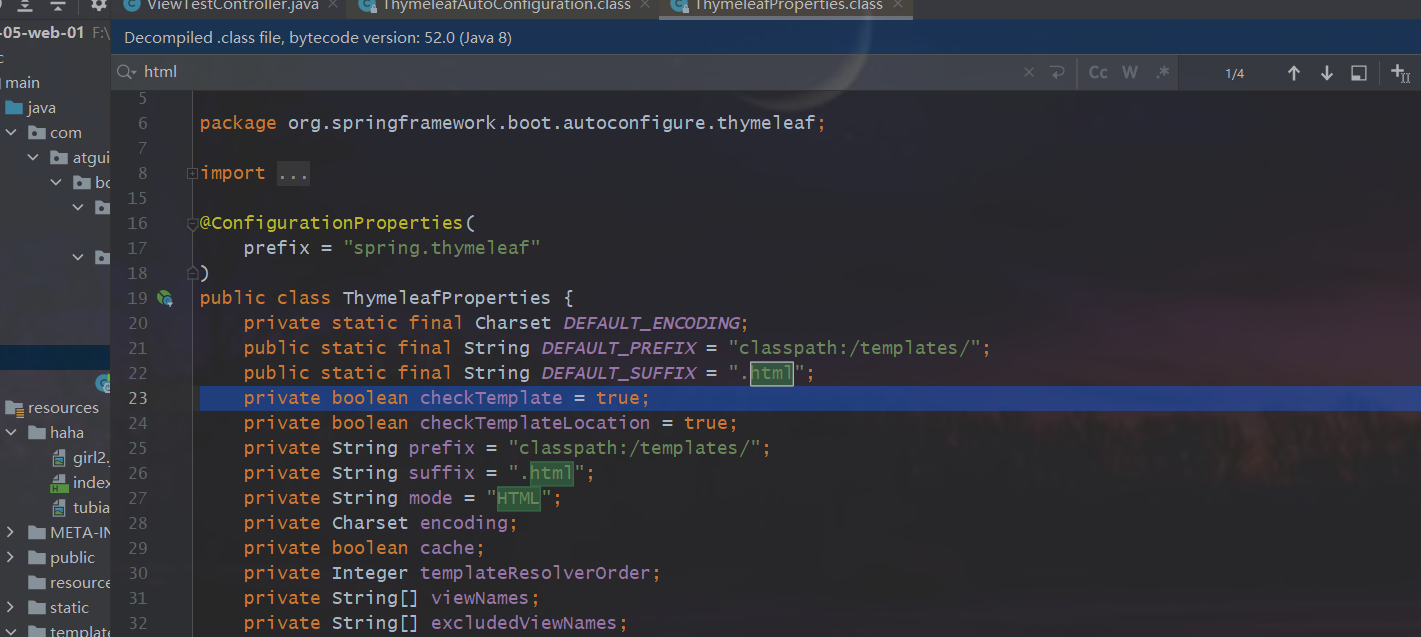 ViewTestController.java
ThymeleafAutoConfiguration.class
ThymeleafProperties.class
-05-web-01 F:\
Decompiled .class file, bytecode version: 52.0 (Java 8)
html
Cc W .*
1/4
main
java
com
atgui
bo
resources
haha
girl2.
index
tubia
META-IN
public
resource
static
template
5
6 package org.springframework.boot.autoconfigure.thymeleaf;
7
8 import ...
15
16 @ConfigurationProperties(
17 prefix = "spring.thymeleaf"
18 )
19 public class ThymeleafProperties {
20 private static final Charset DEFAULT_ENCODING;
21 public static final String DEFAULT_PREFIX = "classpath:/templates/";
22 public static final String DEFAULT_SUFFIX = ".html";
23 private boolean checkTemplate = true;
24 private boolean checkTemplateLocation = true;
25 private String prefix = "classpath:/templates/";
26 private String suffix = ".html";
27 private String mode = "HTML";
28 private Charset encoding;
29 private boolean cache;
30 private Integer templateResolverOrder;
31 private String[] viewNames;
32 private String[] excludedViewNames;